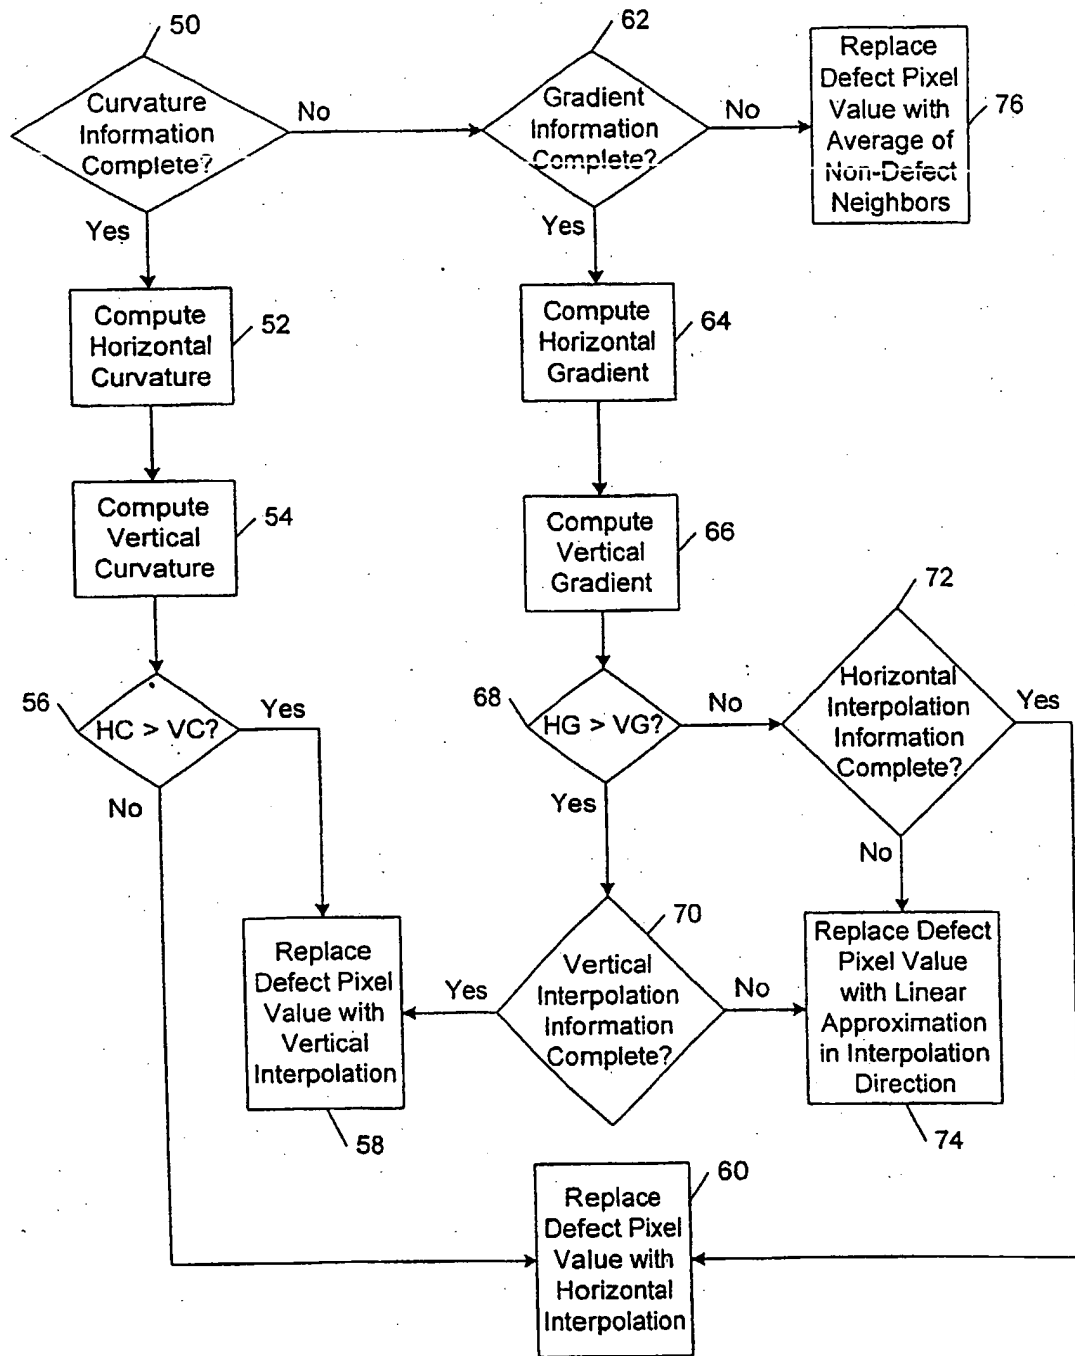 50
Curvature
Information
Complete?
No
Yes
62
Gradient
Information
Complete?
No
Yes
Replace
Defect Pixel
Value with
Average of
Non-Defect
Neighbors
76
Compute
Horizontal
Curvature
52
Compute
Horizontal
Gradient
64
Compute
Vertical
Curvature
54
Compute
Vertical
Gradient
66
56
HC > VC?
Yes
No
68
HG > VG?
No
Yes
72
Horizontal
Interpolation
Information
Complete?
Yes
No
Replace
Defect Pixel
Value with
Vertical
Interpolation
58
70
Vertical
Interpolation
Information
Complete?
Yes
No
Replace Defect
Pixel Value
with Linear
Approximation
in Interpolation
Direction
74
60
Replace
Defect Pixel
Value with
Horizontal
Interpolation